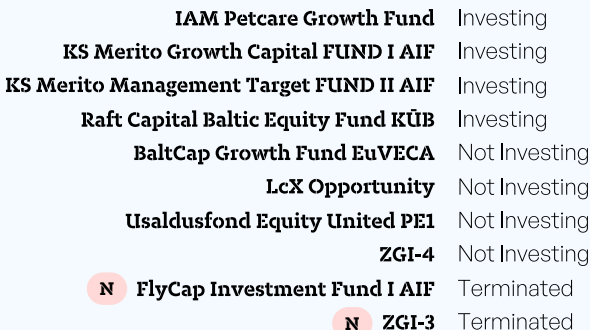 IAM Petcare Growth Fund Investing
KS Merito Growth Capital FUND I AIF Investing
KS Merito Management Target FUND II AIF Investing
Raft Capital Baltic Equity Fund KŪB Investing
BaltCap Growth Fund EuVECA Not Investing
LcX Opportunity Not Investing
Usaldusfond Equity United PE1 Not Investing
ZGI-4 Not Investing
N FlyCap Investment Fund I AIF Terminated
N ZGI-3 Terminated